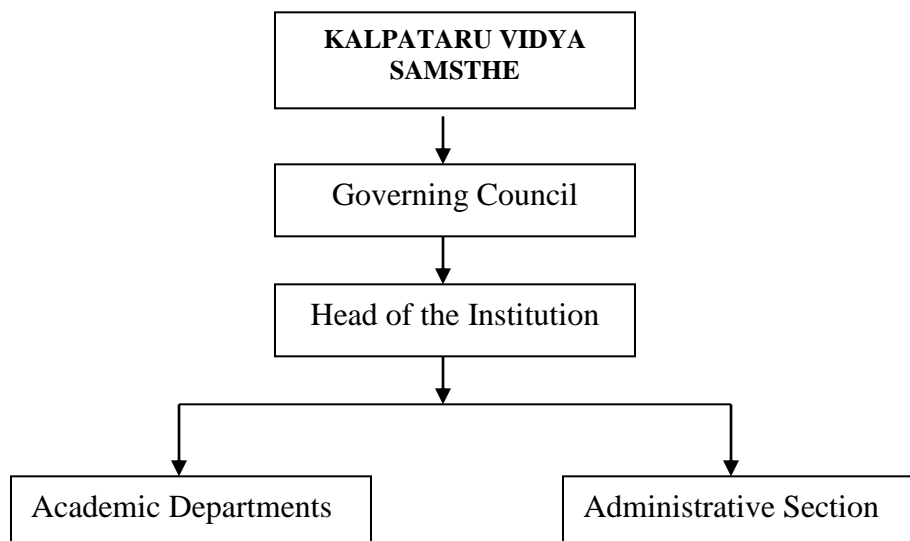 KALPATARU VIDYA
SAMSTHE
Governing Council
Head of the Institution
Academic Departments
Administrative Section